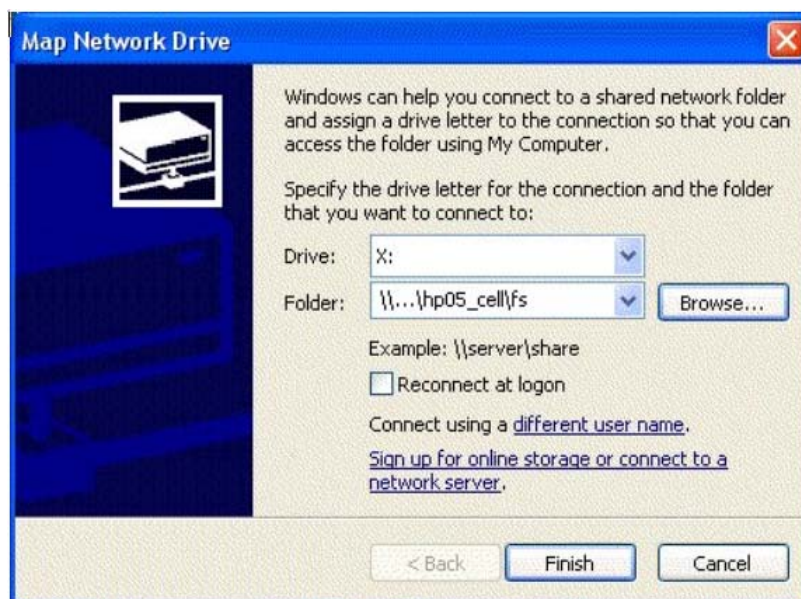 Map Network Drive
Windows can help you connect to a shared network folder
and assign a drive letter to the connection so that you can
access the folder using My Computer.
Specify the drive letter for the connection and the folder
that you want to connect to:
Drive: X:
Folder: \\...\hp05_cell\fs Browse...
Example: \\server\share
Reconnect at logon
Connect using a different user name.
Sign up for online storage or connect to a
network server.
< Back Finish Cancel